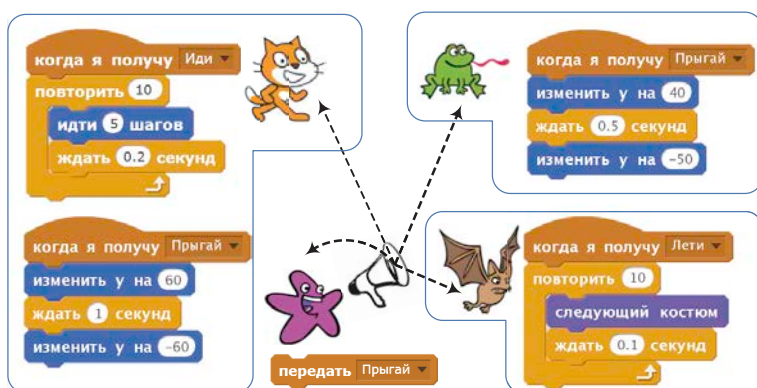 когда я получу Иди
повторить 10
идти 5 шагов
ждать 0.2 секунд
когда я получу Прыгай
изменить y на 60
ждать 1 секунд
изменить y на -60
когда я получу Прыгай
изменить y на 40
ждать 0.5 секунд
изменить y на -50
когда я получу Лети
повторить 10
следующий костюм
ждать 0.1 секунд
передать Прыгай